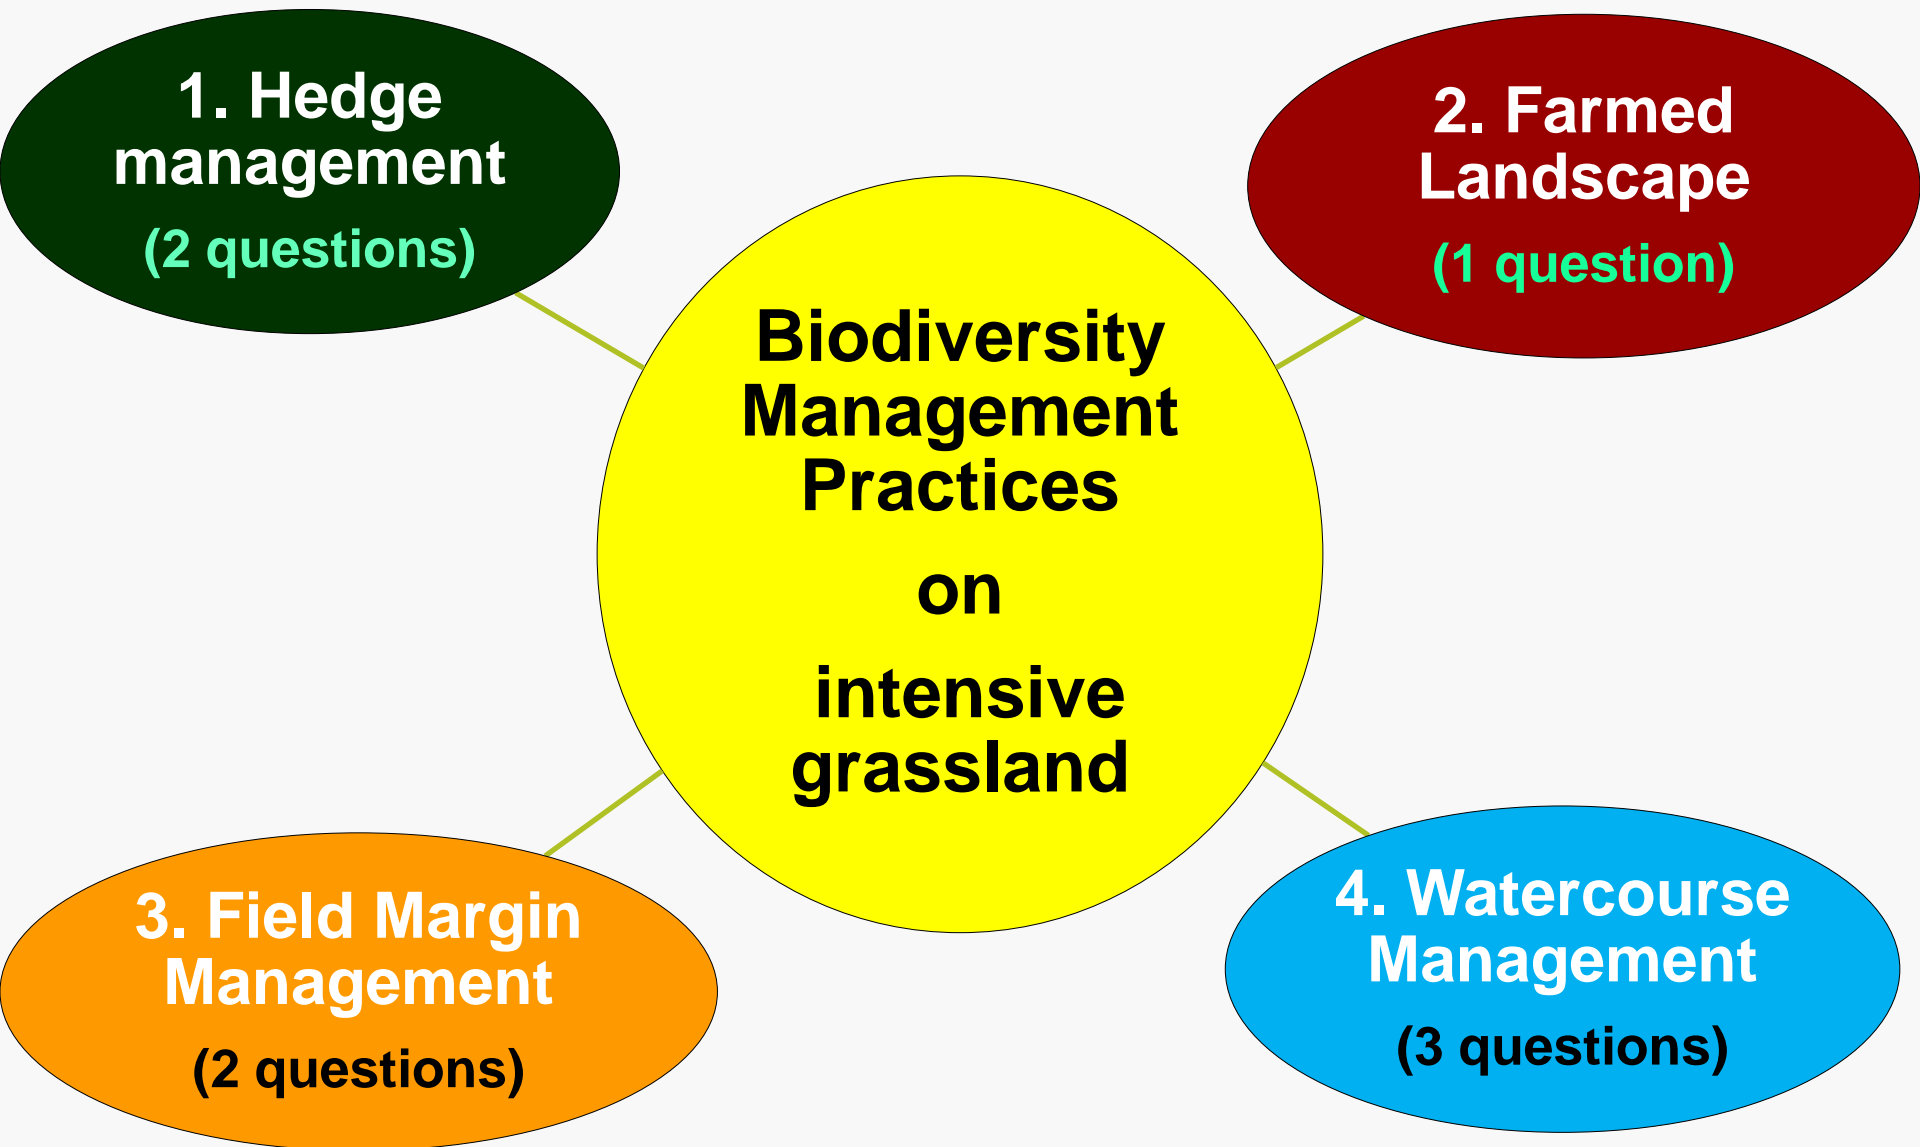 1. Hedge
management
(2 questions)
2. Farmed
Landscape
(1 question)
Biodiversity
Management
Practices
on
intensive
grassland
3. Field Margin
Management
(2 questions)
4. Watercourse
Management
(3 questions)